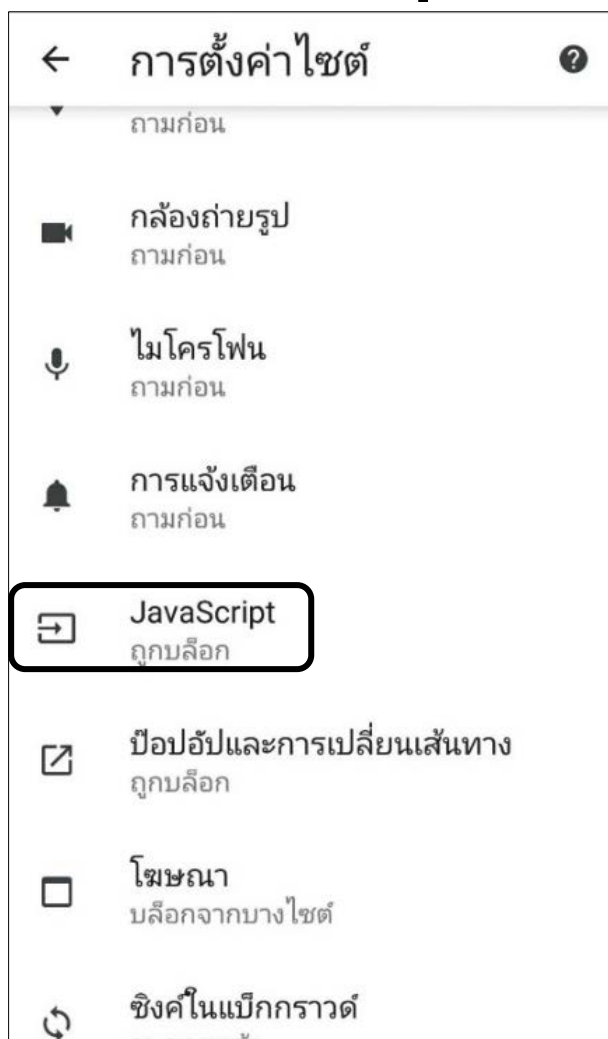 การตั้งค่าไซต์
ถามก่อน
กล้องถ่ายรูป
ถามก่อน
ไมโครโฟน
ถามก่อน
การแจ้งเตือน
ถามก่อน
JavaScript
ถูกบล็อก
ป๊อปอัปและการเปลี่ยนเส้นทาง
ถูกบล็อก
โฆษณา
บล็อกจากบางไซต์
ซิงค์ในแบ็กกราวด์